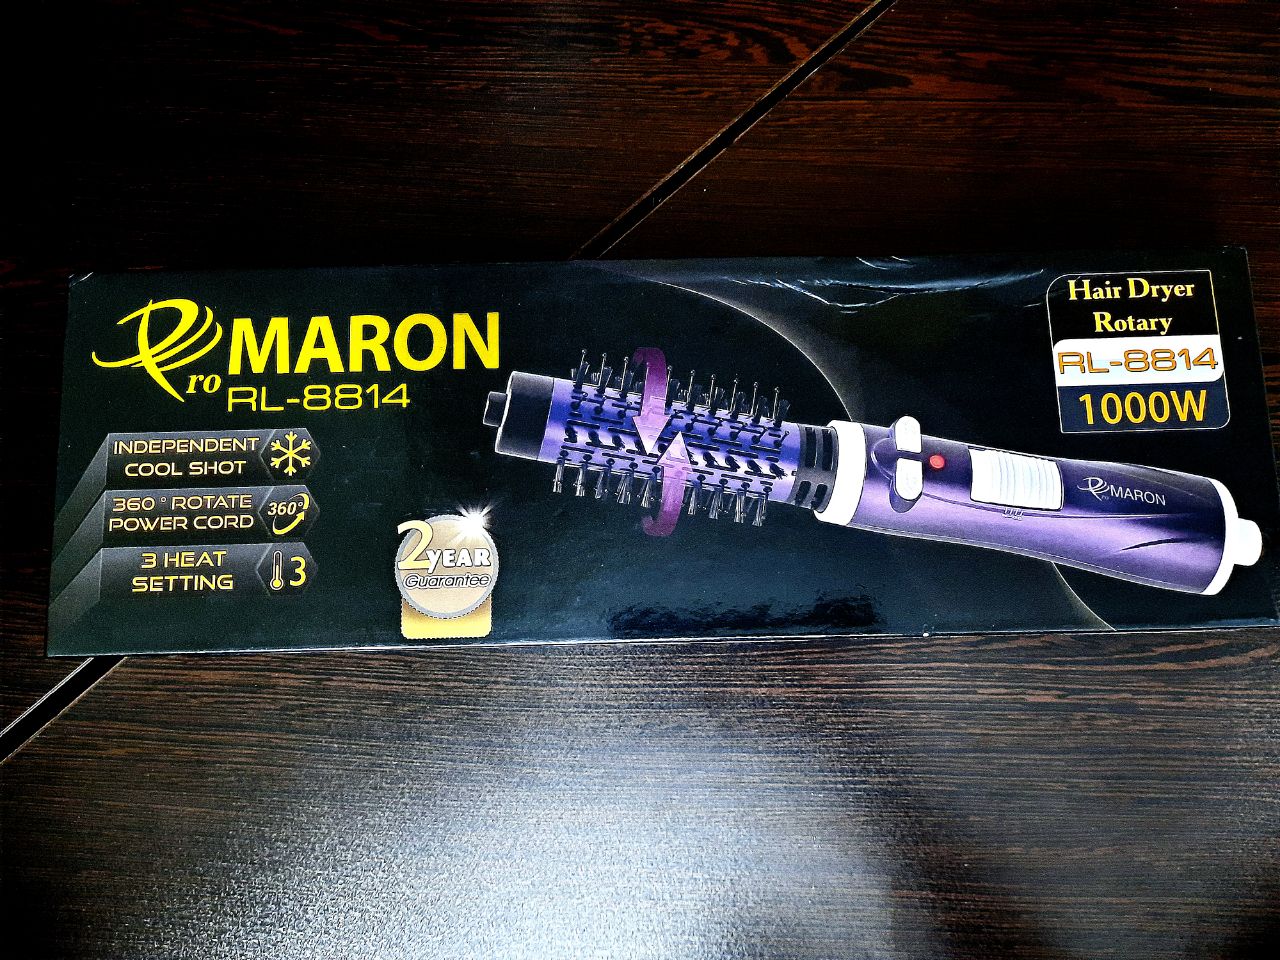 Pro MARON
RL-8814
INDEPENDENT
COOL SHOT
360° ROTATE
POWER CORD
360°
3 HEAT
SETTING
3
2 YEAR
Guarantee
Pro MARON
Hair Dryer
Rotary
RL-8814
1000W